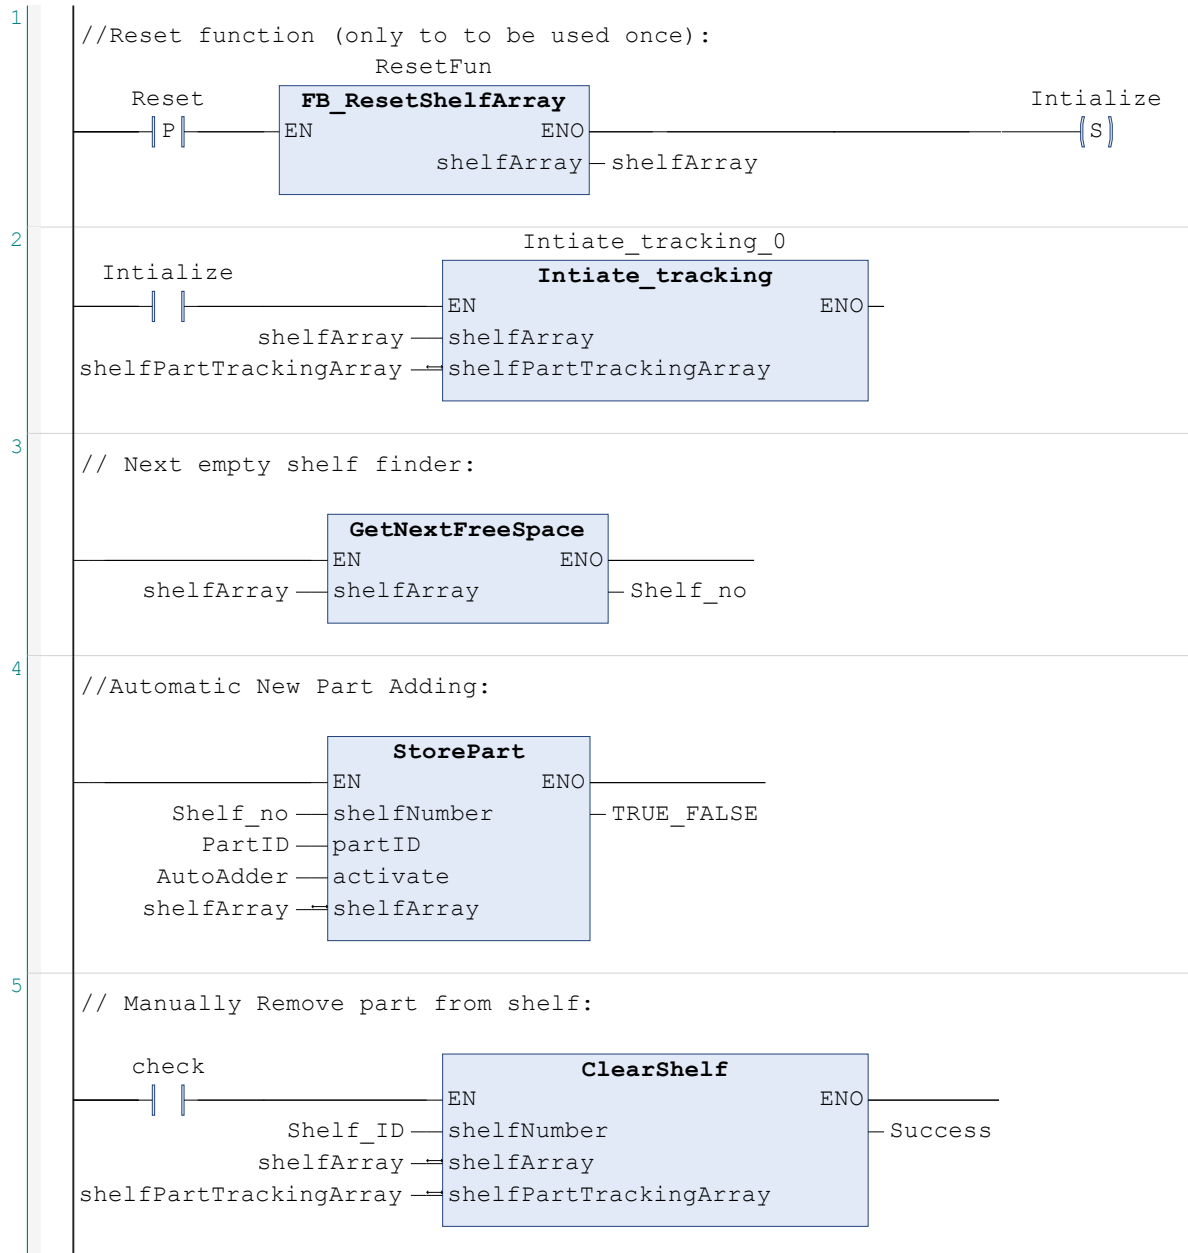 1
//Reset function (only to to be used once):
ResetFun
Reset FB_ResetShelfArray Intialize
P EN ENO S
shelfArray shelfArray
2
Intiate_tracking_0
Intialize Intiate_tracking
EN ENO
shelfArray shelfArray
shelfPartTrackingArray shelfPartTrackingArray
3
// Next empty shelf finder:
GetNextFreeSpace
EN ENO
shelfArray shelfArray Shelf_no
4
//Automatic New Part Adding:
StorePart
EN ENO
Shelf_no shelfNumber TRUE_FALSE
PartID partID
AutoAdder activate
shelfArray shelfArray
5
// Manually Remove part from shelf:
check ClearShelf
EN ENO
Shelf_ID shelfNumber Success
shelfArray shelfArray
shelfPartTrackingArray shelfPartTrackingArray